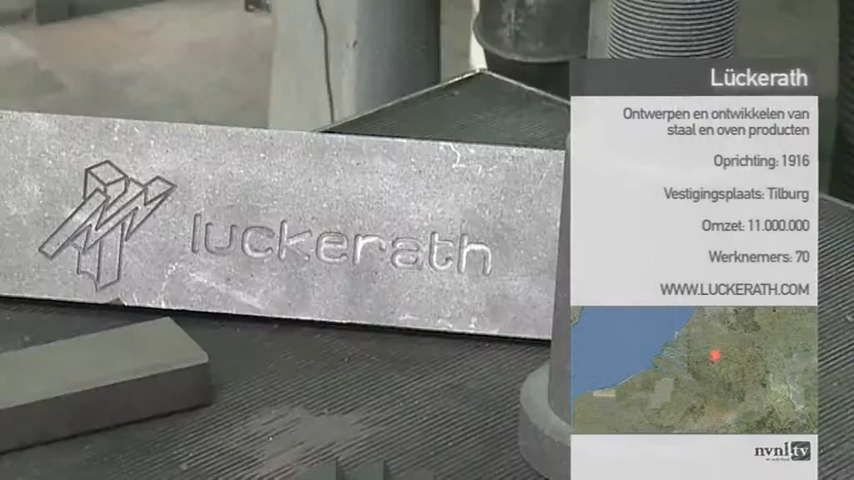 luckerath
Lückerath
Ontwerpen en ontwikkelen van
staal en oven producten
Oprichting: 1916
Vestigingsplaats: Tilburg
Omzet: 11.000.000
Werknemers: 70
WWW.LUCKERATH.COM
nvnl.tv